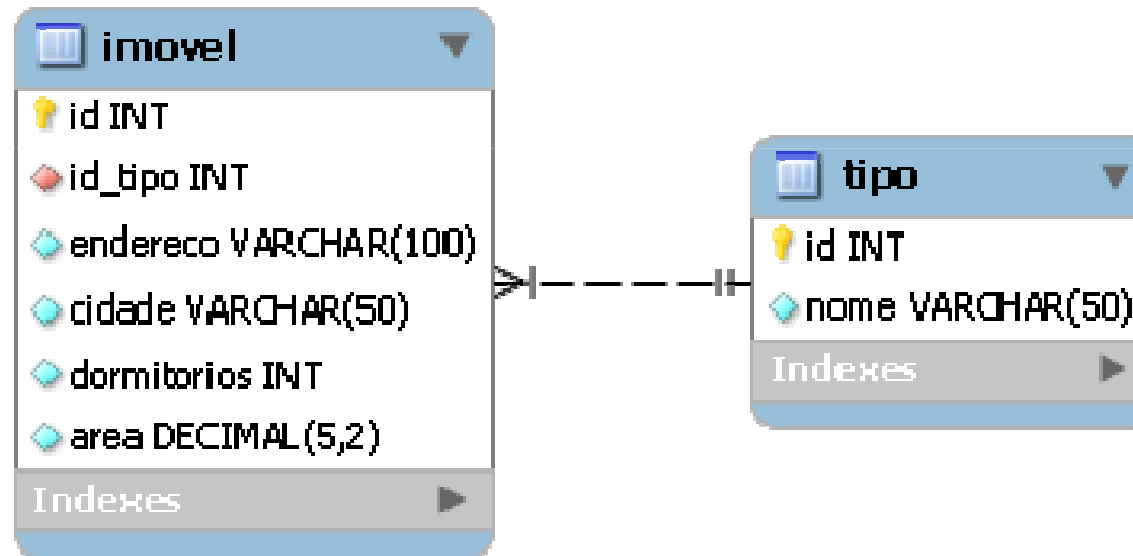 imovel
id INT
id_tipo INT
endereco VARCHAR(100)
cidade VARCHAR(50)
dormitorios INT
area DECIMAL(5,2)
Indexes
tipo
id INT
nome VARCHAR(50)
Indexes